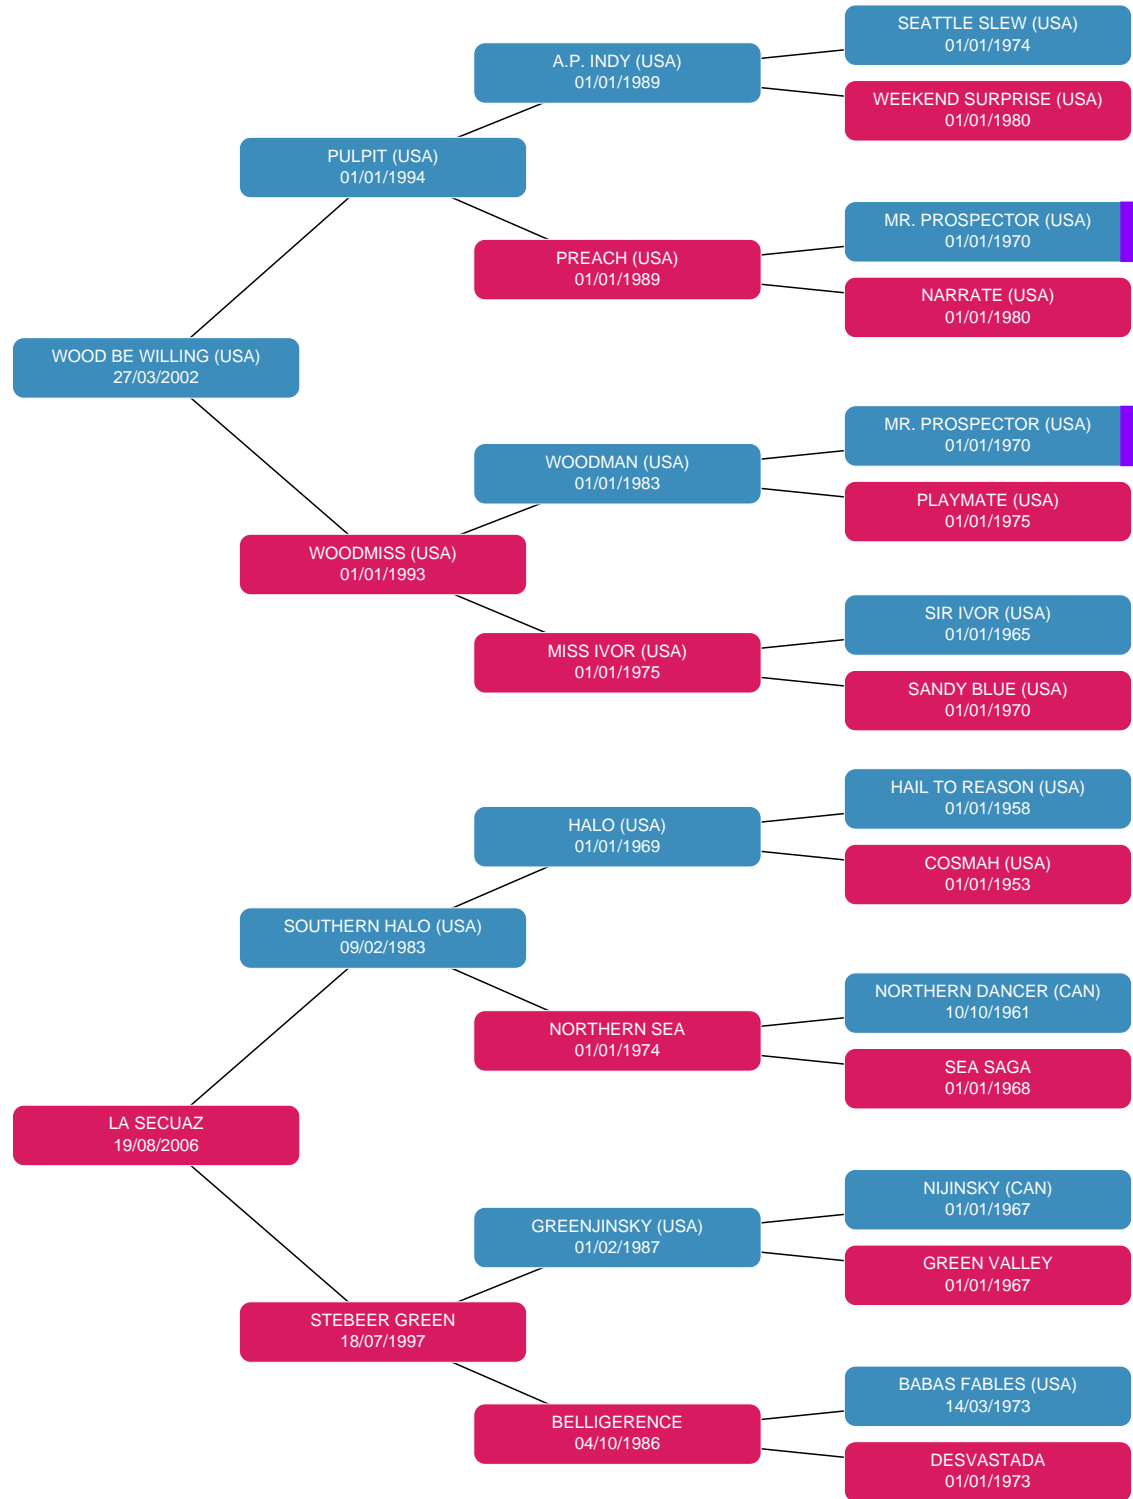 SEATTLE SLEW (USA)
01/01/1974
A.P. INDY (USA)
01/01/1989
WEEKEND SURPRISE (USA)
01/01/1980
PULPIT (USA)
01/01/1994
MR. PROSPECTOR (USA)
01/01/1970
PREACH (USA)
01/01/1989
NARRATE (USA)
01/01/1980
WOOD BE WILLING (USA)
27/03/2002
MR. PROSPECTOR (USA)
01/01/1970
WOODMAN (USA)
01/01/1983
PLAYMATE (USA)
01/01/1975
WOODMISS (USA)
01/01/1993
SIR IVOR (USA)
01/01/1965
MISS IVOR (USA)
01/01/1975
SANDY BLUE (USA)
01/01/1970
HAIL TO REASON (USA)
01/01/1958
HALO (USA)
01/01/1969
COSMAH (USA)
01/01/1953
SOUTHERN HALO (USA)
09/02/1983
NORTHERN DANCER (CAN)
10/10/1961
NORTHERN SEA
01/01/1974
SEA SAGA
01/01/1968
LA SECUAZ
19/08/2006
NIJINSKY (CAN)
01/01/1967
GREENJINSKY (USA)
01/02/1987
GREEN VALLEY
01/01/1967
STEBEER GREEN
18/07/1997
BABAS FABLES (USA)
14/03/1973
BELLIGERENCE
04/10/1986
DESVASTADA
01/01/1973